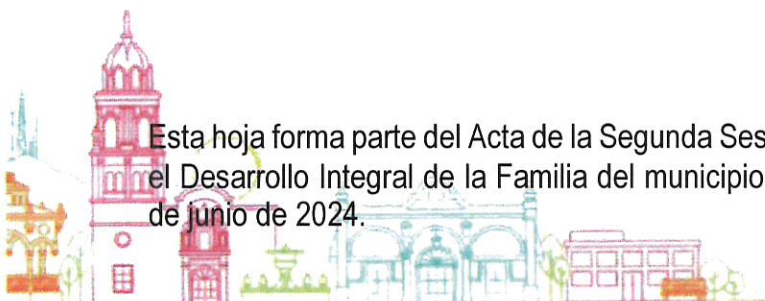 Esta hoja forma parte del Acta de la Segunda Ses
el Desarrollo Integral de la Familia del municipio
de junio de 2024.